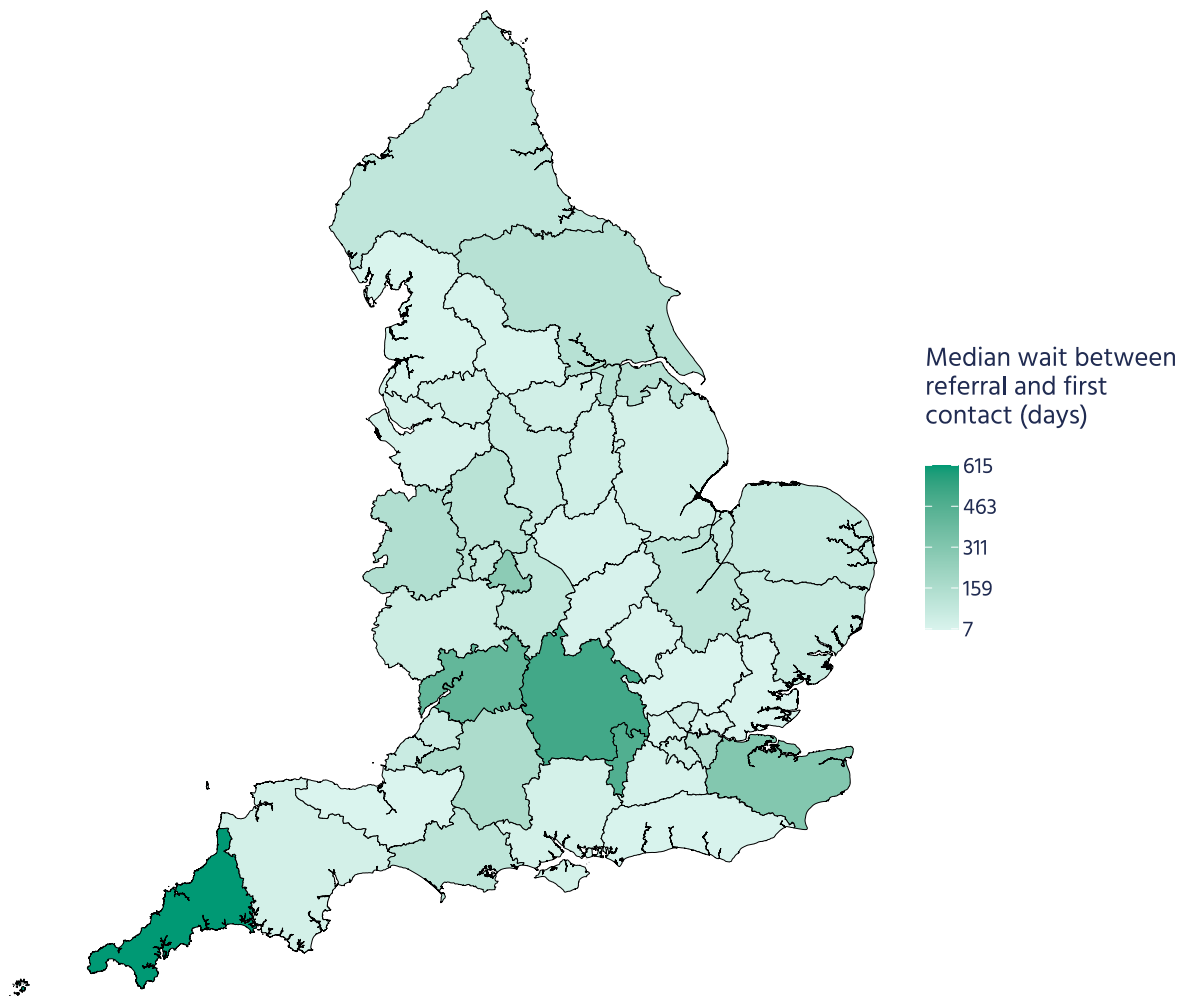 Median wait between
referral and first
contact (days)
615
463
311
159
7